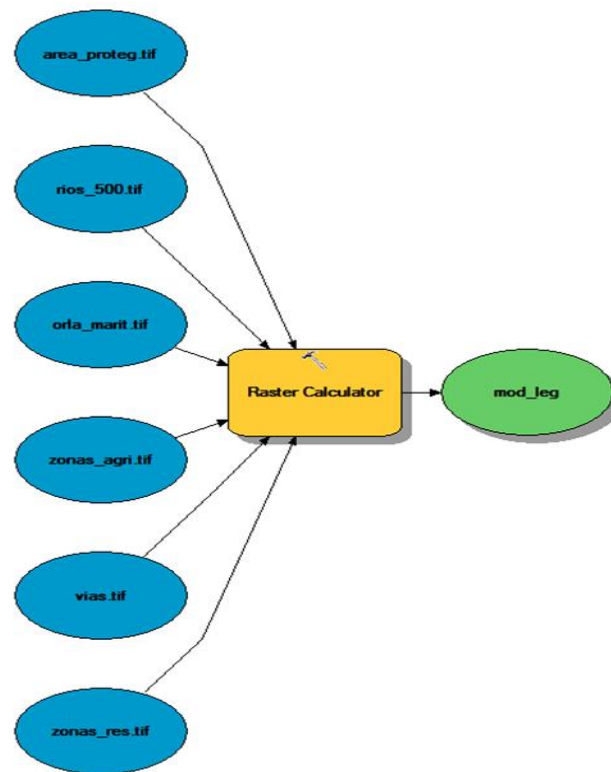 area_proteg.tif
rios_500.tif
orla_marit.tif
zonas_agri.tif
vias.tif
zonas_res.tif
Raster Calculator
mod_leg